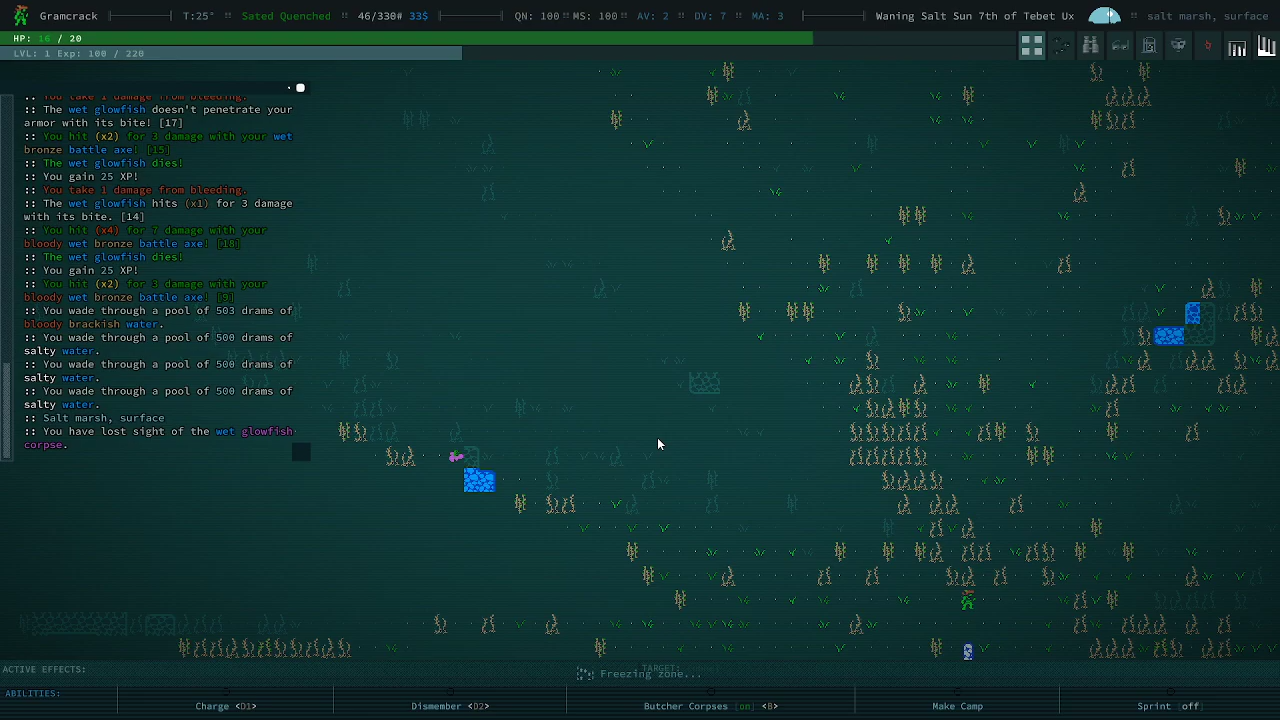 Gramcrack T:25° Sated Quenched 46/330# 33$ QN: 100 MS: 100 AV: 2 DV: 7 MA: 3 Waning Salt Sun 7th of Tebet Ux salt marsh, surface
HP: 16 / 20
LVL: 1 Exp: 100 / 220
:: You take 1 damage from bleeding.
:: The wet glowfish doesn't penetrate your
armor with its bite! [17]
:: You hit (x2) for 3 damage with your wet
bronze battle axe! [15]
:: The wet glowfish dies!
:: You gain 25 XP!
:: You take 1 damage from bleeding.
:: The wet glowfish hits (x1) for 3 damage
with its bite. [14]
:: You hit (x4) for 7 damage with your
bloody wet bronze battle axe! [18]
:: The wet glowfish dies!
:: You gain 25 XP!
:: You hit (x2) for 3 damage with your
bloody wet bronze battle axe! [9]
:: You wade through a pool of 503 drams of
bloody brackish water.
:: You wade through a pool of 500 drams of
salty water.
:: You wade through a pool of 500 drams of
salty water.
:: You wade through a pool of 500 drams of
salty water.
:: Salt marsh, surface
:: You have lost sight of the wet glowfish
corpse.
ACTIVE EFFECTS: TARGET:
Freezing zone...
ABILITIES:
Charge <01> Dismember <02> Butcher Corpses [on] <B> Make Camp Sprint [off]